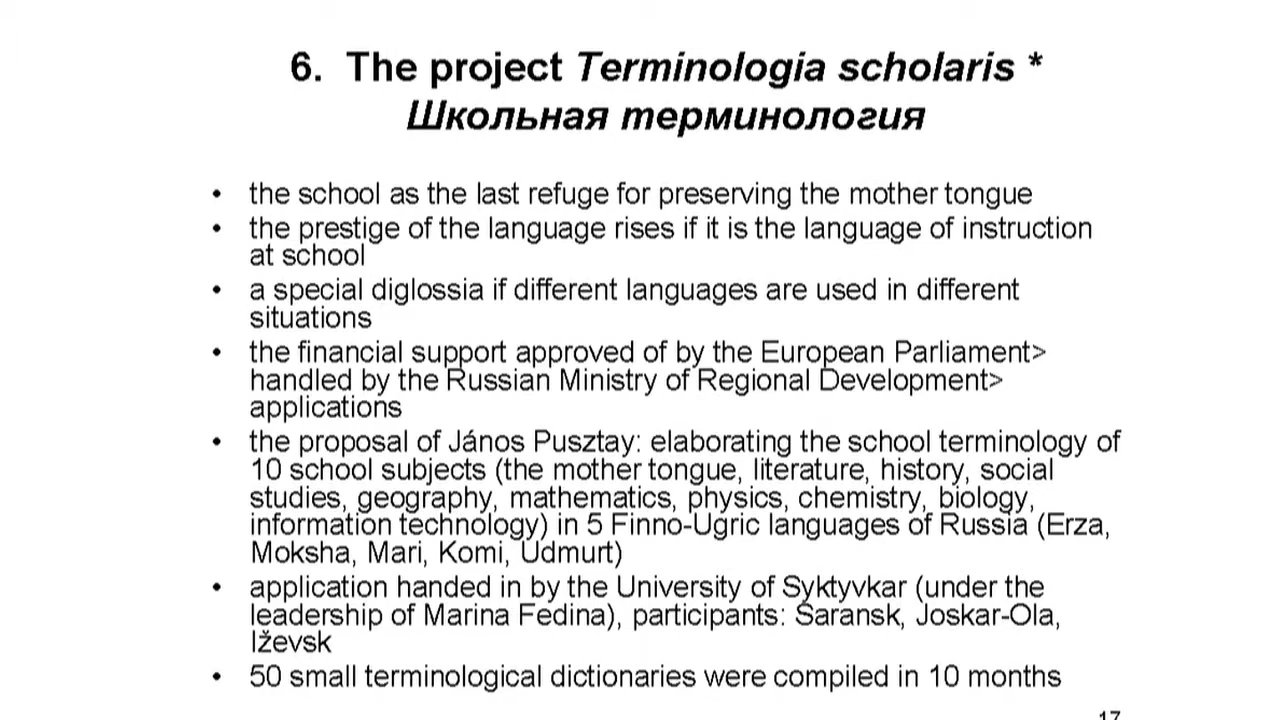 6. The project Terminologia scholaris *
Школьная терминология
• the school as the last refuge for preserving the mother tongue
• the prestige of the language rises if it is the language of instruction
at school
• a special diglossia if different languages are used in different
situations
• the financial support approved of by the European Parliament>
handled by the Russian Ministry of Regional Development>
applications
• the proposal of János Pusztay: elaborating the school terminology of
10 school subjects (the mother tongue, literature, history, social
studies, geography, mathematics, physics, chemistry, biology,
information technology) in 5 Finno-Ugric languages of Russia (Erza,
Moksha, Mari, Komi, Udmurt)
• application handed in by the University of Syktyvkar (under the
leadership of Marina Fedina), participants: Saransk, Joskar-Ola,
Iževsk
• 50 small terminological dictionaries were compiled in 10 months
17